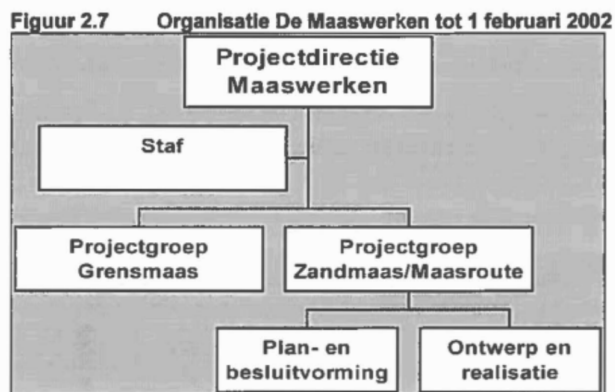 Figuur 2.7 Organisatie De Maaswerken tot 1 februari 2002
Projectdirectie
Maaswerken
Staf
Projectgroep
Grensmaas
Projectgroep
Zandmaas/Maasroute
Plan- en
besluitvorming
Ontwerp en
realisatie